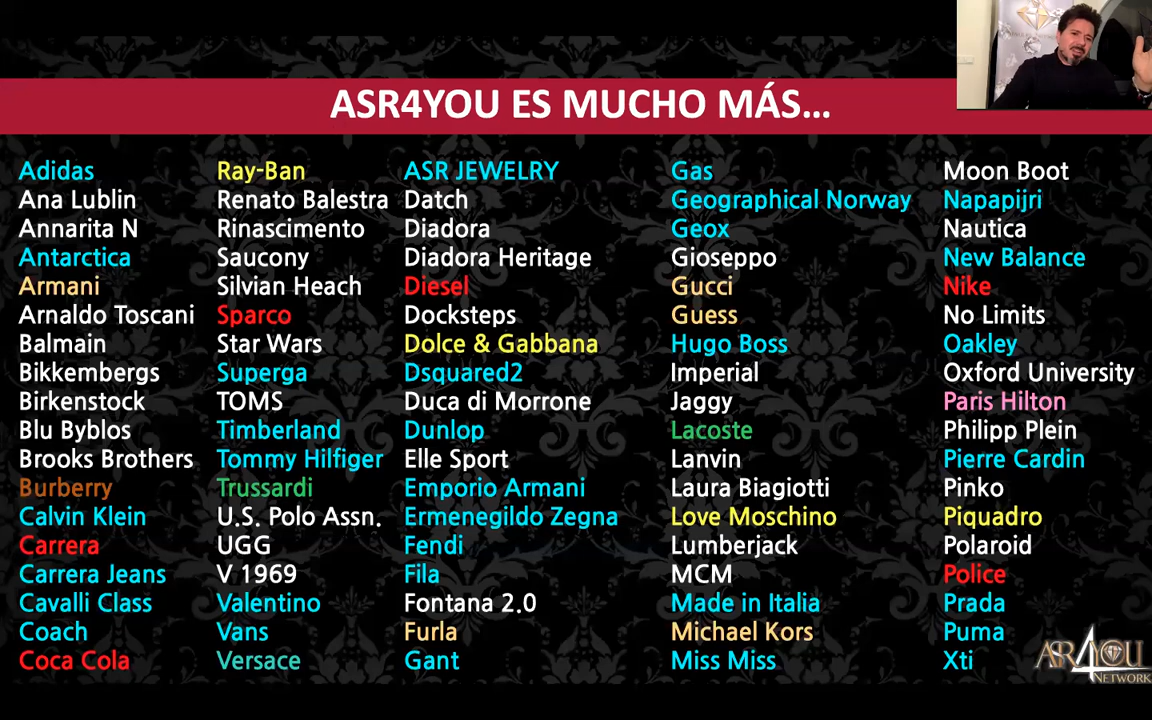 ASR4YOU ES MUCHO MÁS...
Adidas
Ana Lublin
Annarita N
Antarctica
Armani
Arnaldo Toscani
Balmain
Bikkembergs
Birkenstock
Blu Byblos
Brooks Brothers
Burberry
Calvin Klein
Carrera
Carrera Jeans
Cavalli Class
Coach
Coca Cola
Ray-Ban
Renato Balestra
Rinascimento
Saucony
Silvian Heach
Sparco
Star Wars
Superga
TOMS
Timberland
Tommy Hilfiger
Trussardi
U.S. Polo Assn.
UGG
V 1969
Valentino
Vans
Versace
ASR JEWELRY
Datch
Diadora
Diadora Heritage
Diesel
Docksteps
Dolce & Gabbana
Dsquared2
Duca di Morrone
Dunlop
Elle Sport
Emporio Armani
Ermenegildo Zegna
Fendi
Fila
Fontana 2.0
Furla
Gant
Gas
Geographical Norway
Geox
Gioseppo
Gucci
Guess
Hugo Boss
Imperial
Jaggy
Lacoste
Lanvin
Laura Biagiotti
Love Moschino
Lumberjack
MCM
Made in Italia
Michael Kors
Miss Miss
Moon Boot
Napapijri
Nautica
New Balance
Nike
No Limits
Oakley
Oxford University
Paris Hilton
Philipp Plein
Pierre Cardin
Pinko
Piquadro
Polaroid
Police
Prada
Puma
Xti
ASR4YOU
NETWORK